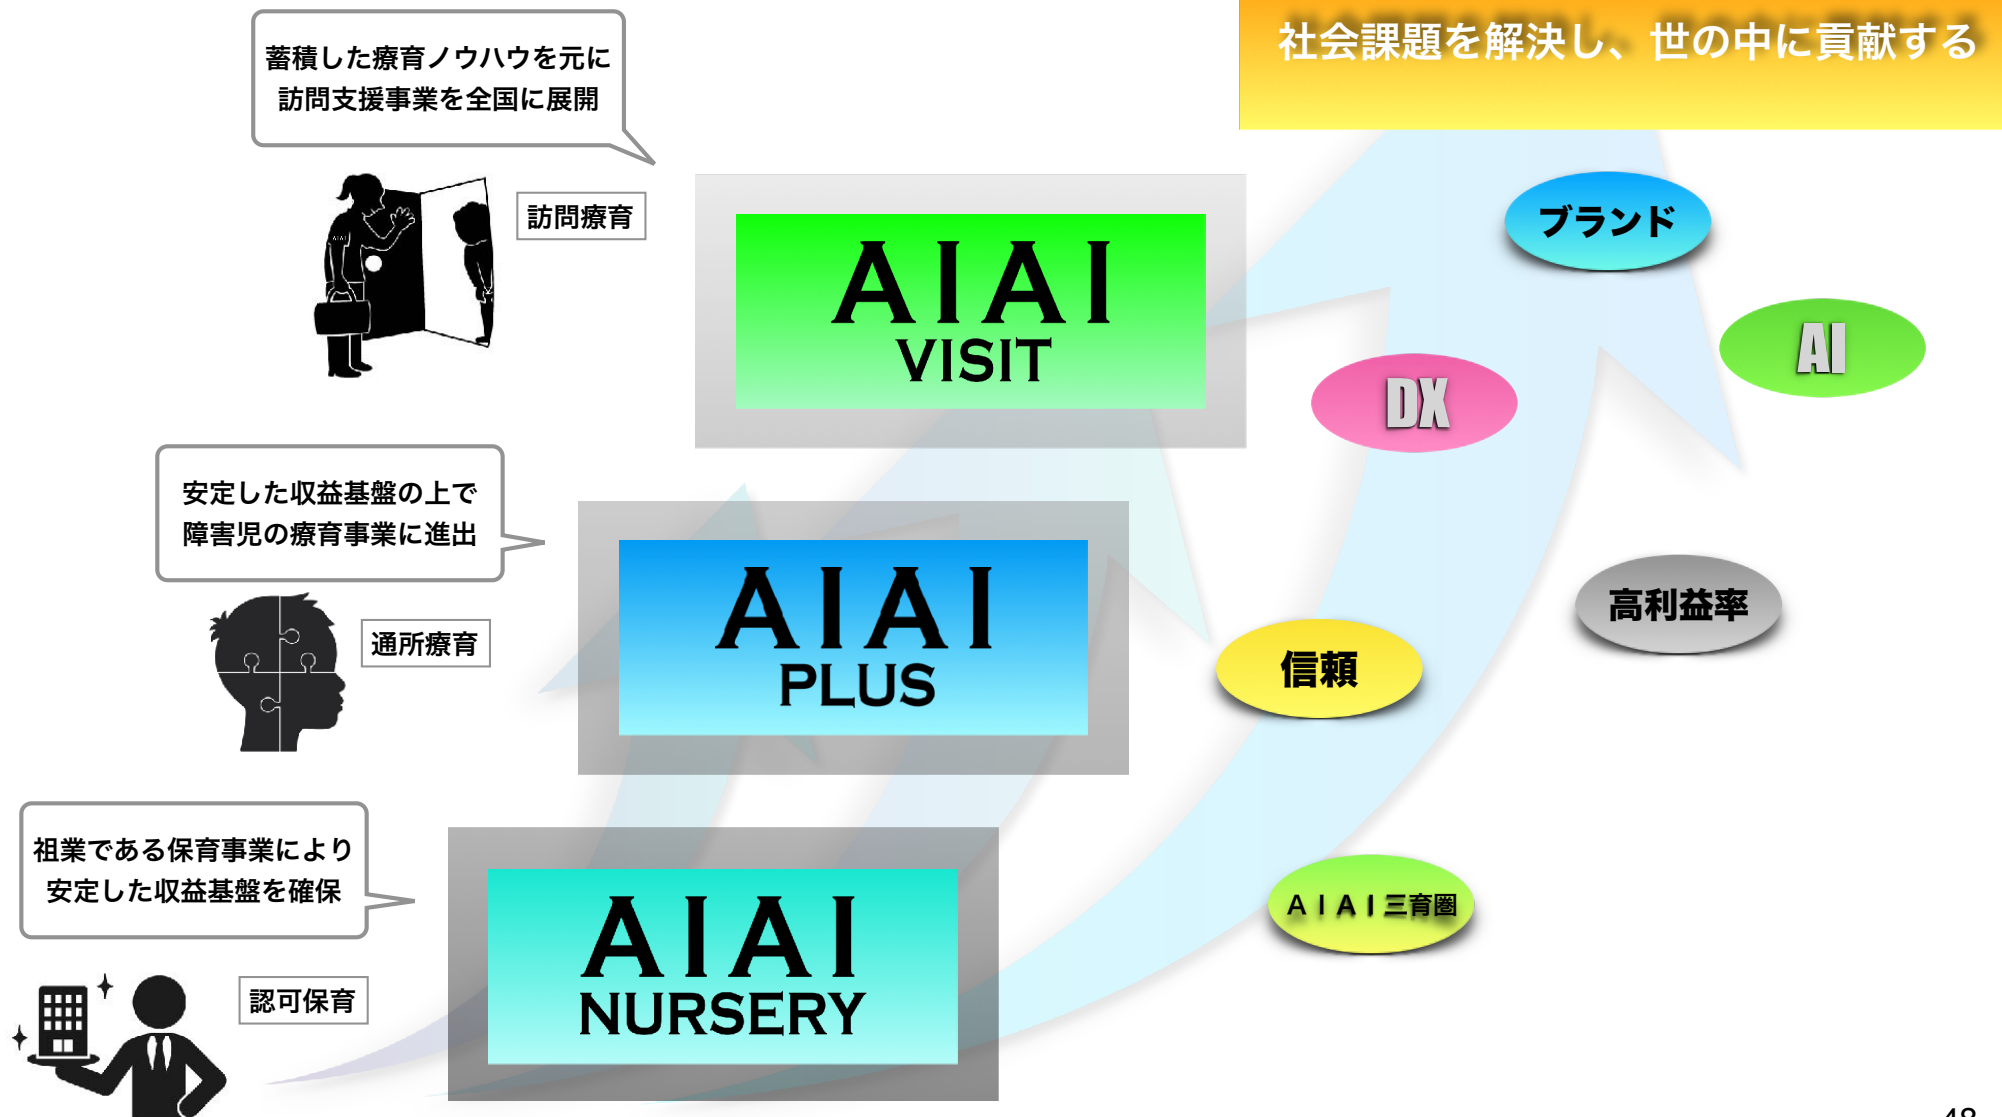 社会課題を解決し、世の中に貢献する
蓄積した療育ノウハウを元に
訪問支援事業を全国に展開
訪問療育
AIAI
AIAI
VISIT
ブランド
AI
DX
安定した収益基盤の上で
障害児の療育事業に進出
通所療育
AIAI
PLUS
高利益率
信頼
祖業である保育事業により
安定した収益基盤を確保
認可保育
AIAI
NURSERY
AIAI三育圏